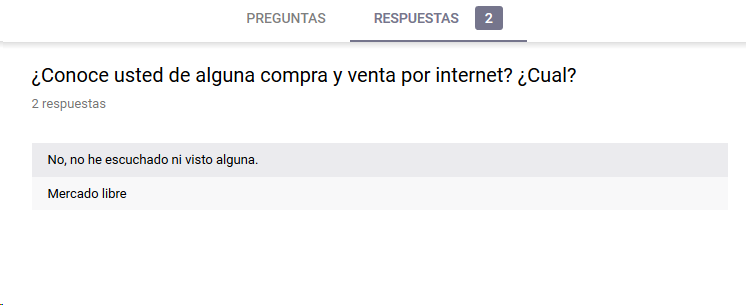 PREGUNTAS RESPUESTAS 2
¿Conoce usted de alguna compra y venta por internet? ¿Cual?
2 respuestas
No, no he escuchado ni visto alguna.
Mercado libre